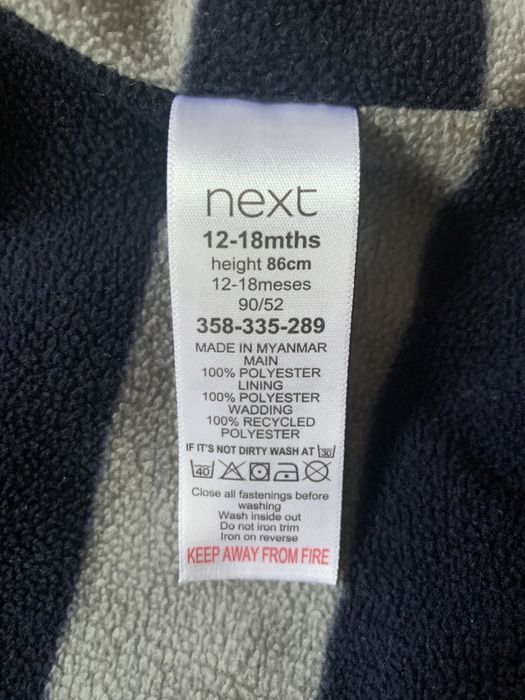 next
12-18mths
height 86cm
12-18meses
90/52
358-335-289
MADE IN MYANMAR
MAIN
100% POLYESTER
LINING
100% POLYESTER
WADDING
100% RECYCLED
POLYESTER
IF IT'S NOT DIRTY WASH AT 30
40
Close all fastenings before
washing
Wash inside out
Do not iron trim
Iron on reverse
KEEP AWAY FROM FIRE